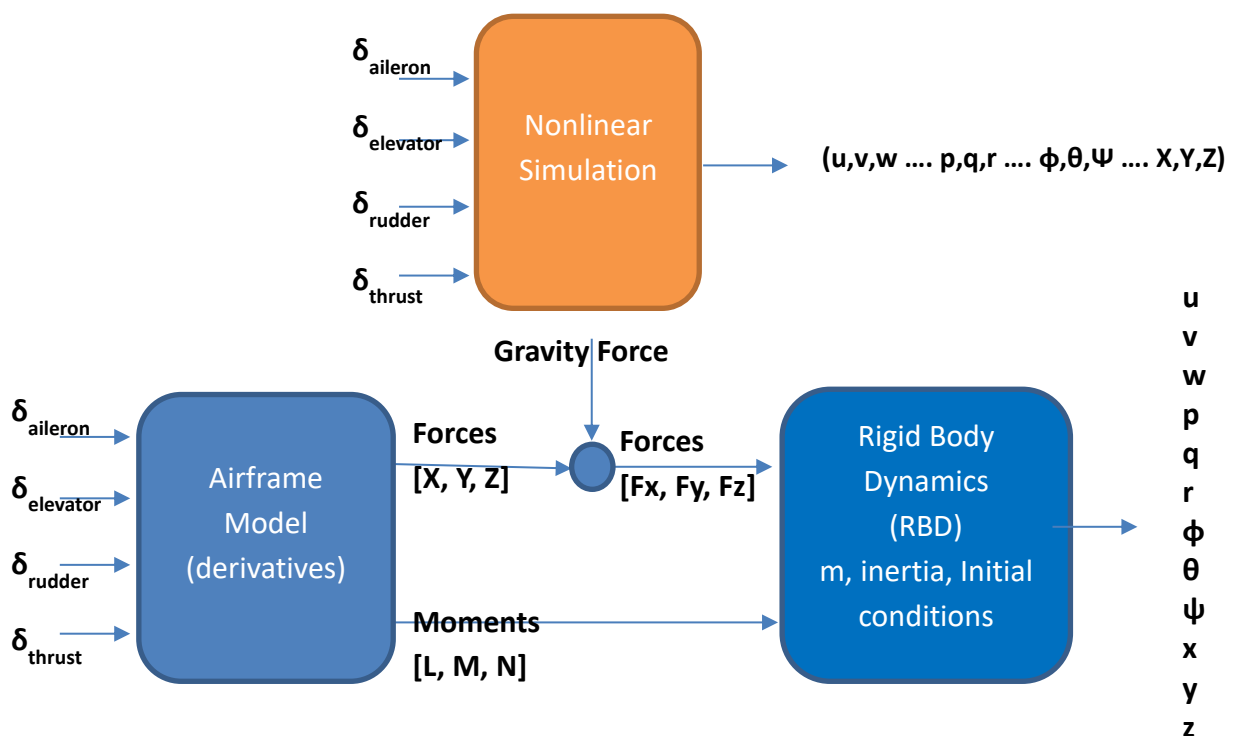 δaileron
δelevator
δrudder
δthrust
Nonlinear
Simulation
(u,v,w .... p,q,r .... ϕ,θ,Ψ .... X,Y,Z)
Gravity Force
δaileron
δelevator
δrudder
δthrust
Airframe
Model
(derivatives)
Forces
[X, Y, Z]
Moments
[L, M, N]
Forces
[Fx, Fy, Fz]
Rigid Body
Dynamics
(RBD)
m, inertia, Initial
conditions
u
v
w
p
q
r
ϕ
θ
ψ
x
y
z